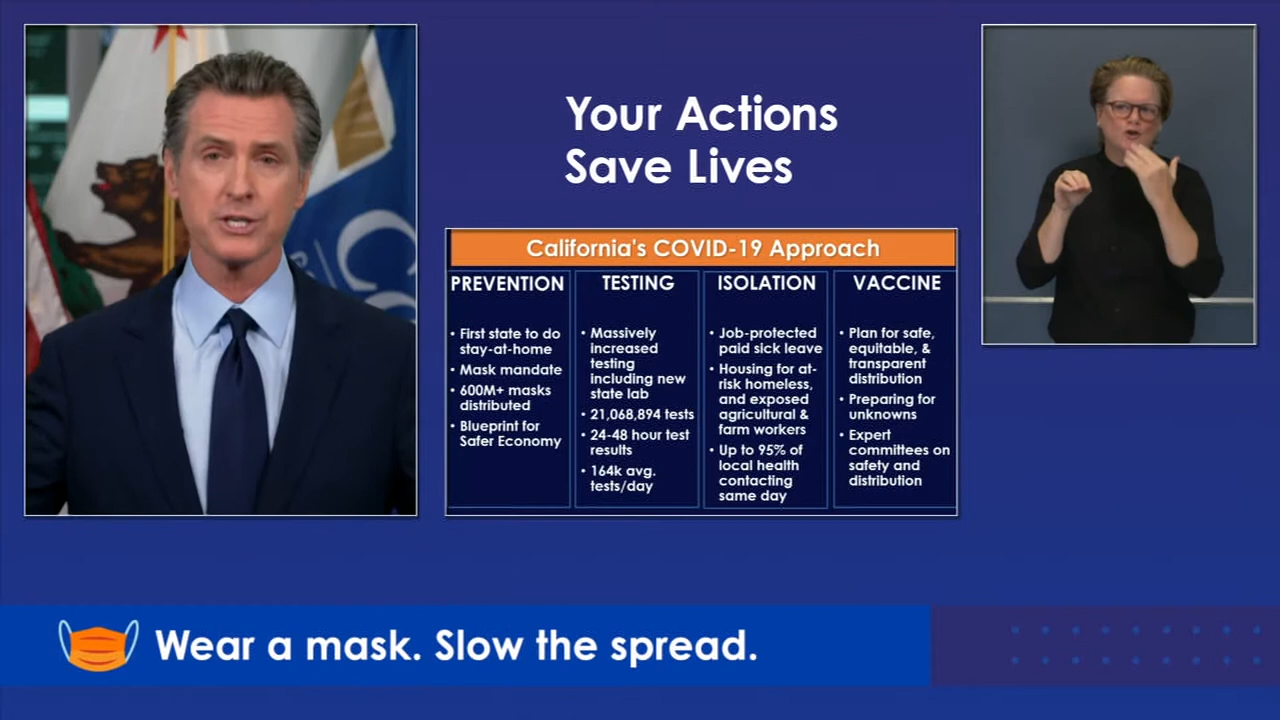 Your Actions
Save Lives
California's COVID-19 Approach
PREVENTION
• First state to do
stay-at-home
• Mask mandate
• 600M+ masks
distributed
• Blueprint for
Safer Economy
TESTING
• Massively
increased
testing
including new
state lab
• 21,068,894 tests
• 24-48 hour test
results
• 164k avg.
tests/day
ISOLATION
• Job-protected
paid sick leave
• Housing for at-
risk homeless,
and exposed
agricultural &
farm workers
• Up to 95% of
local health
contacting
same day
VACCINE
• Plan for safe,
equitable, &
transparent
distribution
• Preparing for
unknowns
• Expert
committees on
safety and
distribution
Wear a mask. Slow the spread.